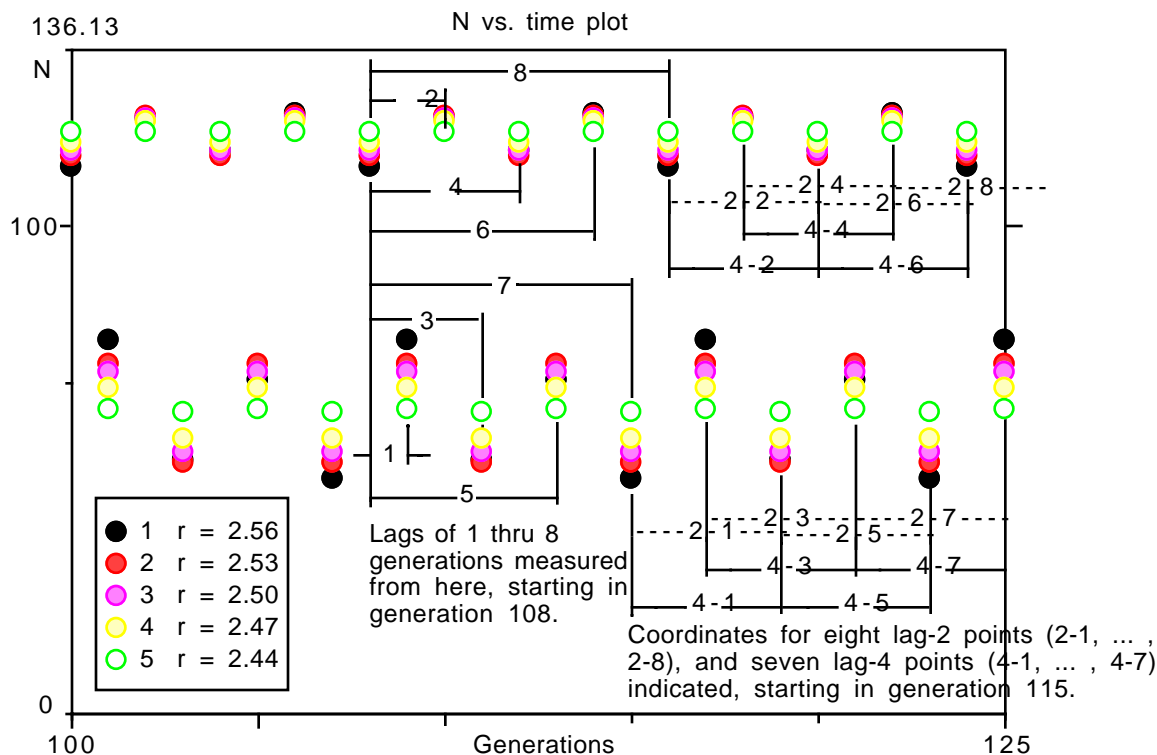 N vs. time plot
136.13
N
8
2
4
2 - 4
2 - 8
2 - 2
2 - 6
100
6
4 - 4
4 - 2
4 - 6
7
3
1
5
1 r = 2.56
2 r = 2.53
3 r = 2.50
4 r = 2.47
5 r = 2.44
Lags of 1 thru 8
generations measured
from here, starting in
generation 108.
2 - 3
2 - 7
2 - 1
2 - 5
4 - 3
4 - 7
4 - 1
4 - 5
Coordinates for eight lag-2 points (2-1, ... ,
2-8), and seven lag-4 points (4-1, ... , 4-7)
indicated, starting in generation 115.
0
100
Generations
125